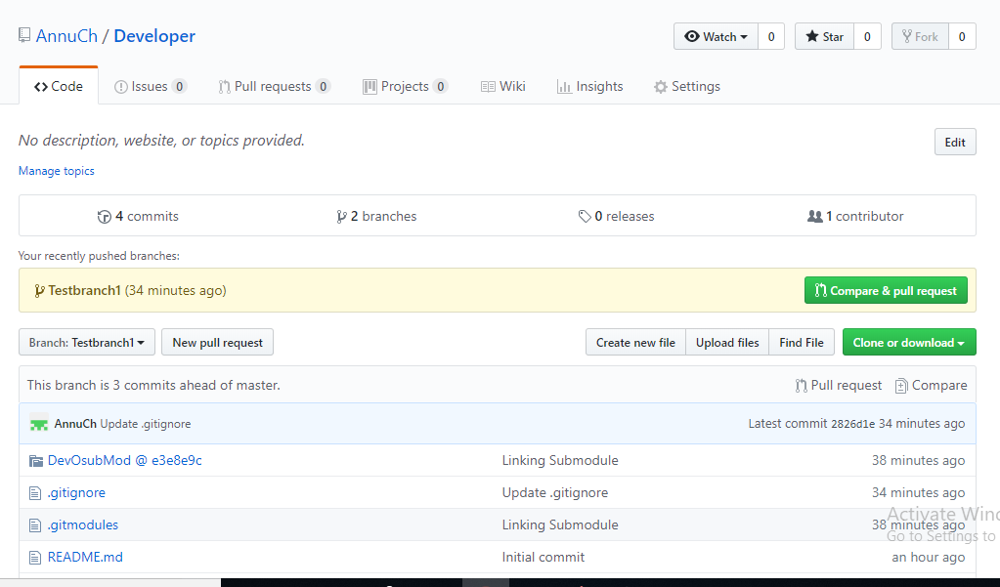 AnnuCh / Developer
Watch 0 Star 0 Fork 0
Code Issues 0 Pull requests 0 Projects 0 Wiki Insights Settings
No description, website, or topics provided.
Edit
Manage topics
4 commits 2 branches 0 releases 1 contributor
Your recently pushed branches:
Testbranch1 (34 minutes ago) Compare & pull request
Branch: Testbranch1 New pull request Create new file Upload files Find File Clone or download
This branch is 3 commits ahead of master. Pull request Compare
AnnuCh Update .gitignore Latest commit 2826d1e 34 minutes ago
DevOsubMod @ e3e8e9c Linking Submodule 38 minutes ago
.gitignore Update .gitignore 34 minutes ago
.gitmodules Linking Submodule 38 minutes ago
Activate Wind
Go to Settings to
README.md Initial commit an hour ago